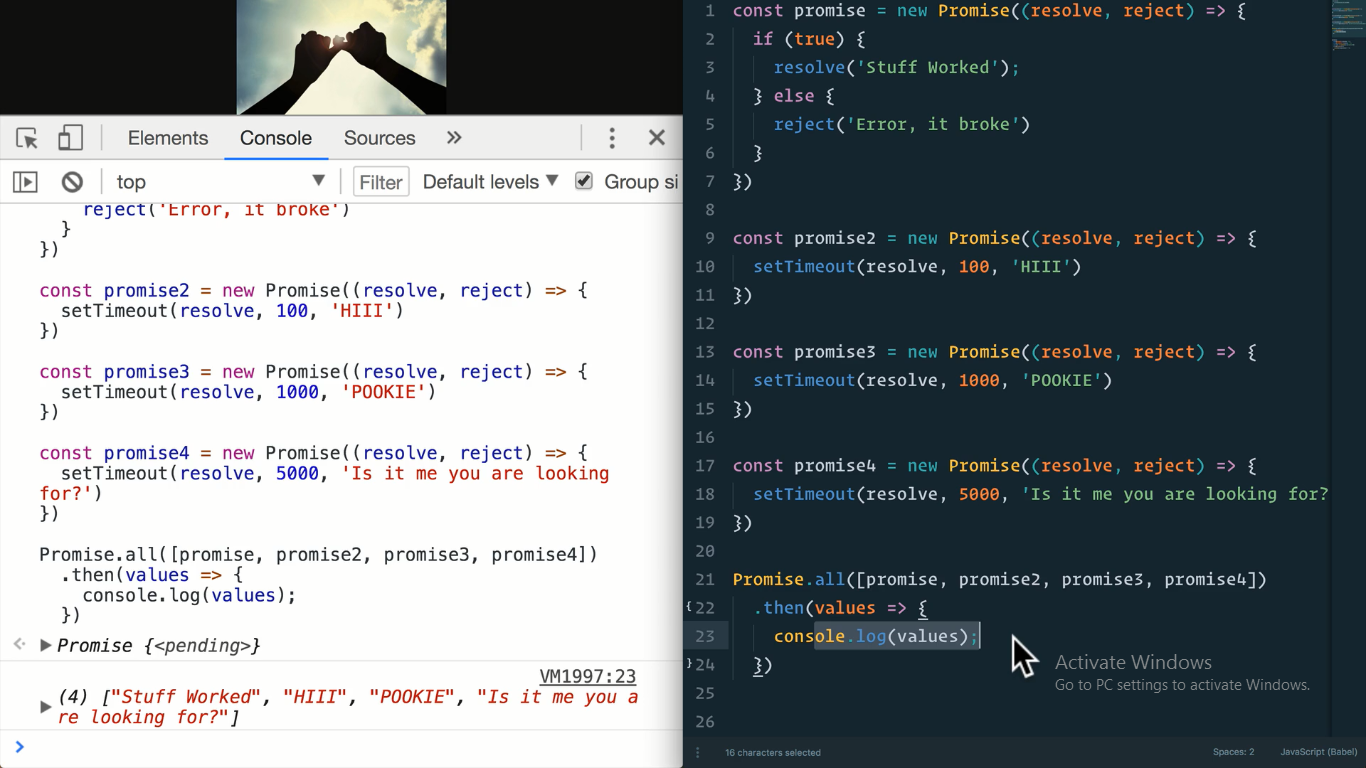 Elements Console Sources »
top Filter Default levels Group si
reject('Error, it broke')
}
})
const promise2 = new Promise((resolve, reject) => {
setTimeout(resolve, 100, 'HIII')
})
const promise3 = new Promise((resolve, reject) => {
setTimeout(resolve, 1000, 'POOKIE')
})
const promise4 = new Promise((resolve, reject) => {
setTimeout(resolve, 5000, 'Is it me you are looking
for?')
})
Promise.all([promise, promise2, promise3, promise4])
.then(values => {
console.log(values);
})
Promise {<pending>}
VM1997:23
(4) ["Stuff Worked", "HIII", "POOKIE", "Is it me you a
re looking for?"]
1 const promise = new Promise((resolve, reject) => {
2 if (true) {
3 resolve('Stuff Worked');
4 } else {
5 reject('Error, it broke')
6 }
7 })
8
9 const promise2 = new Promise((resolve, reject) => {
10 setTimeout(resolve, 100, 'HIII')
11 })
12
13 const promise3 = new Promise((resolve, reject) => {
14 setTimeout(resolve, 1000, 'POOKIE')
15 })
16
17 const promise4 = new Promise((resolve, reject) => {
18 setTimeout(resolve, 5000, 'Is it me you are looking for?
19 })
20
21 Promise.all([promise, promise2, promise3, promise4])
22 .then(values => {
23 console.log(values);
24 })
25
26
Activate Windows
Go to PC settings to activate Windows.
16 characters selected Spaces: 2 JavaScript (Babel)